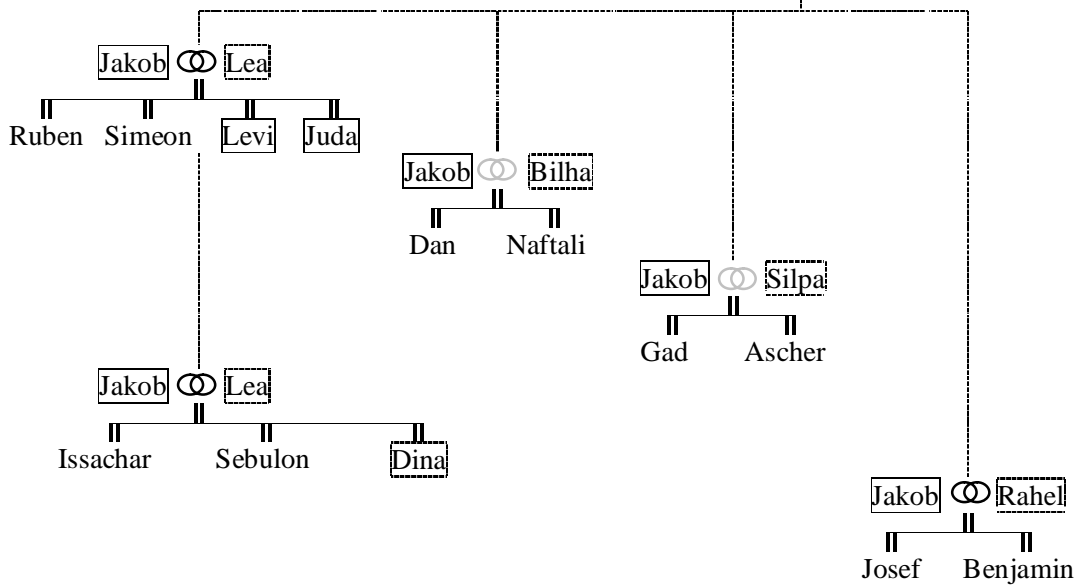 Jakob Lea
Ruben Simeon Levi Juda
Jakob Bilha
Dan Naftali
Jakob Silpa
Gad Ascher
Jakob Lea
Issachar Sebulon Dina
Jakob Rahel
Josef Benjamin